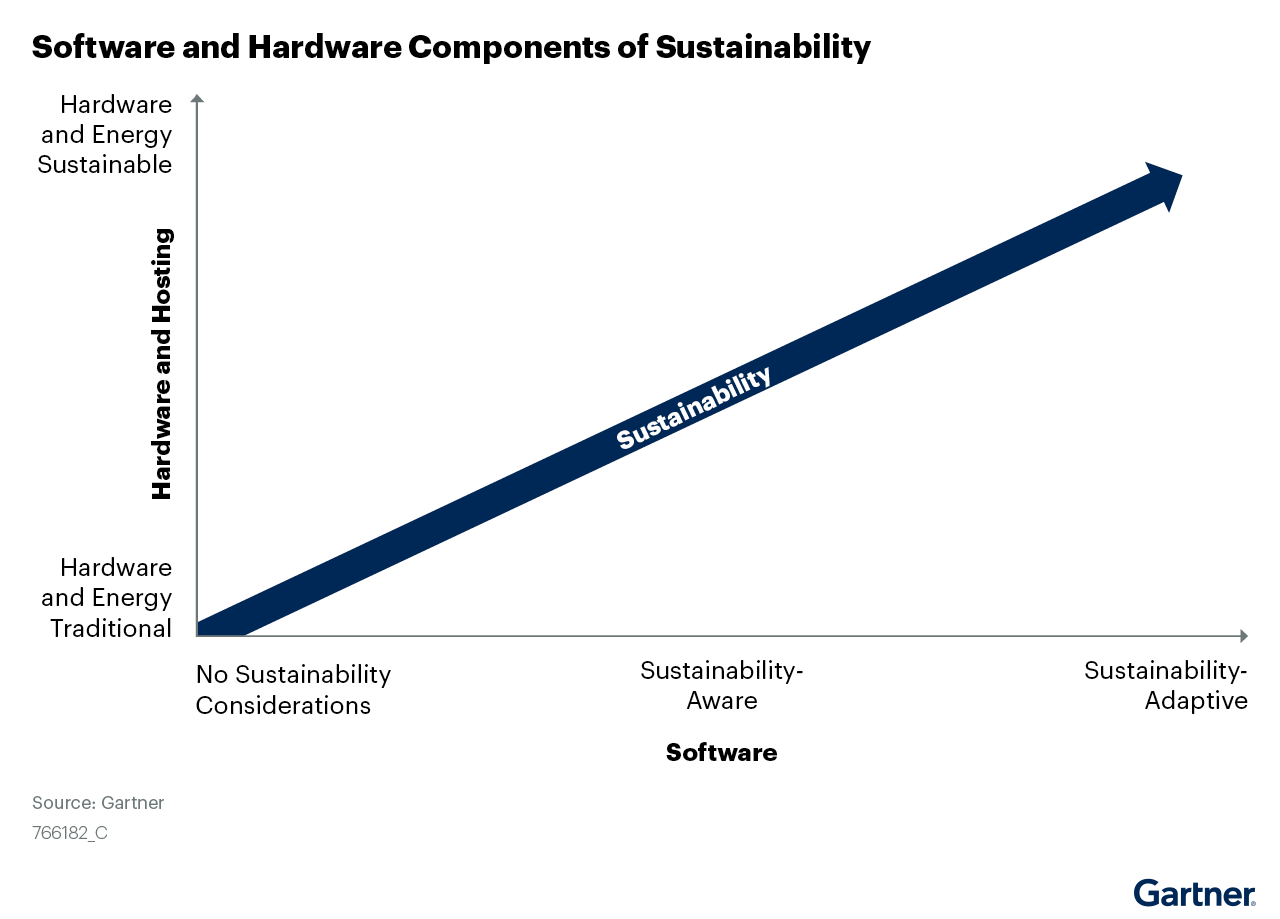 Software and Hardware Components of Sustainability
Hardware
and Energy
Sustainable
Hardware and Hosting
Sustainability
Hardware
and Energy
Traditional
No Sustainability
Considerations
Sustainability-
Aware
Sustainability-
Adaptive
Software
Source: Gartner
766182_C
Gartner®